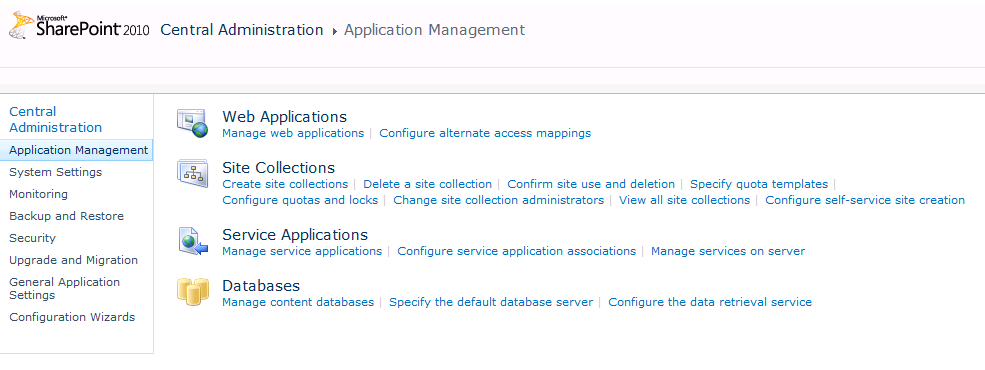 Microsoft®
SharePoint® 2010 Central Administration Application Management
Central
Administration
Application Management
System Settings
Monitoring
Backup and Restore
Security
Upgrade and Migration
General Application
Settings
Configuration Wizards
Web Applications
Manage web applications | Configure alternate access mappings
Site Collections
Create site collections | Delete a site collection | Confirm site use and deletion | Specify quota templates |
Configure quotas and locks | Change site collection administrators | View all site collections | Configure self-service site creation
Service Applications
Manage service applications | Configure service application associations | Manage services on server
Databases
Manage content databases | Specify the default database server | Configure the data retrieval service